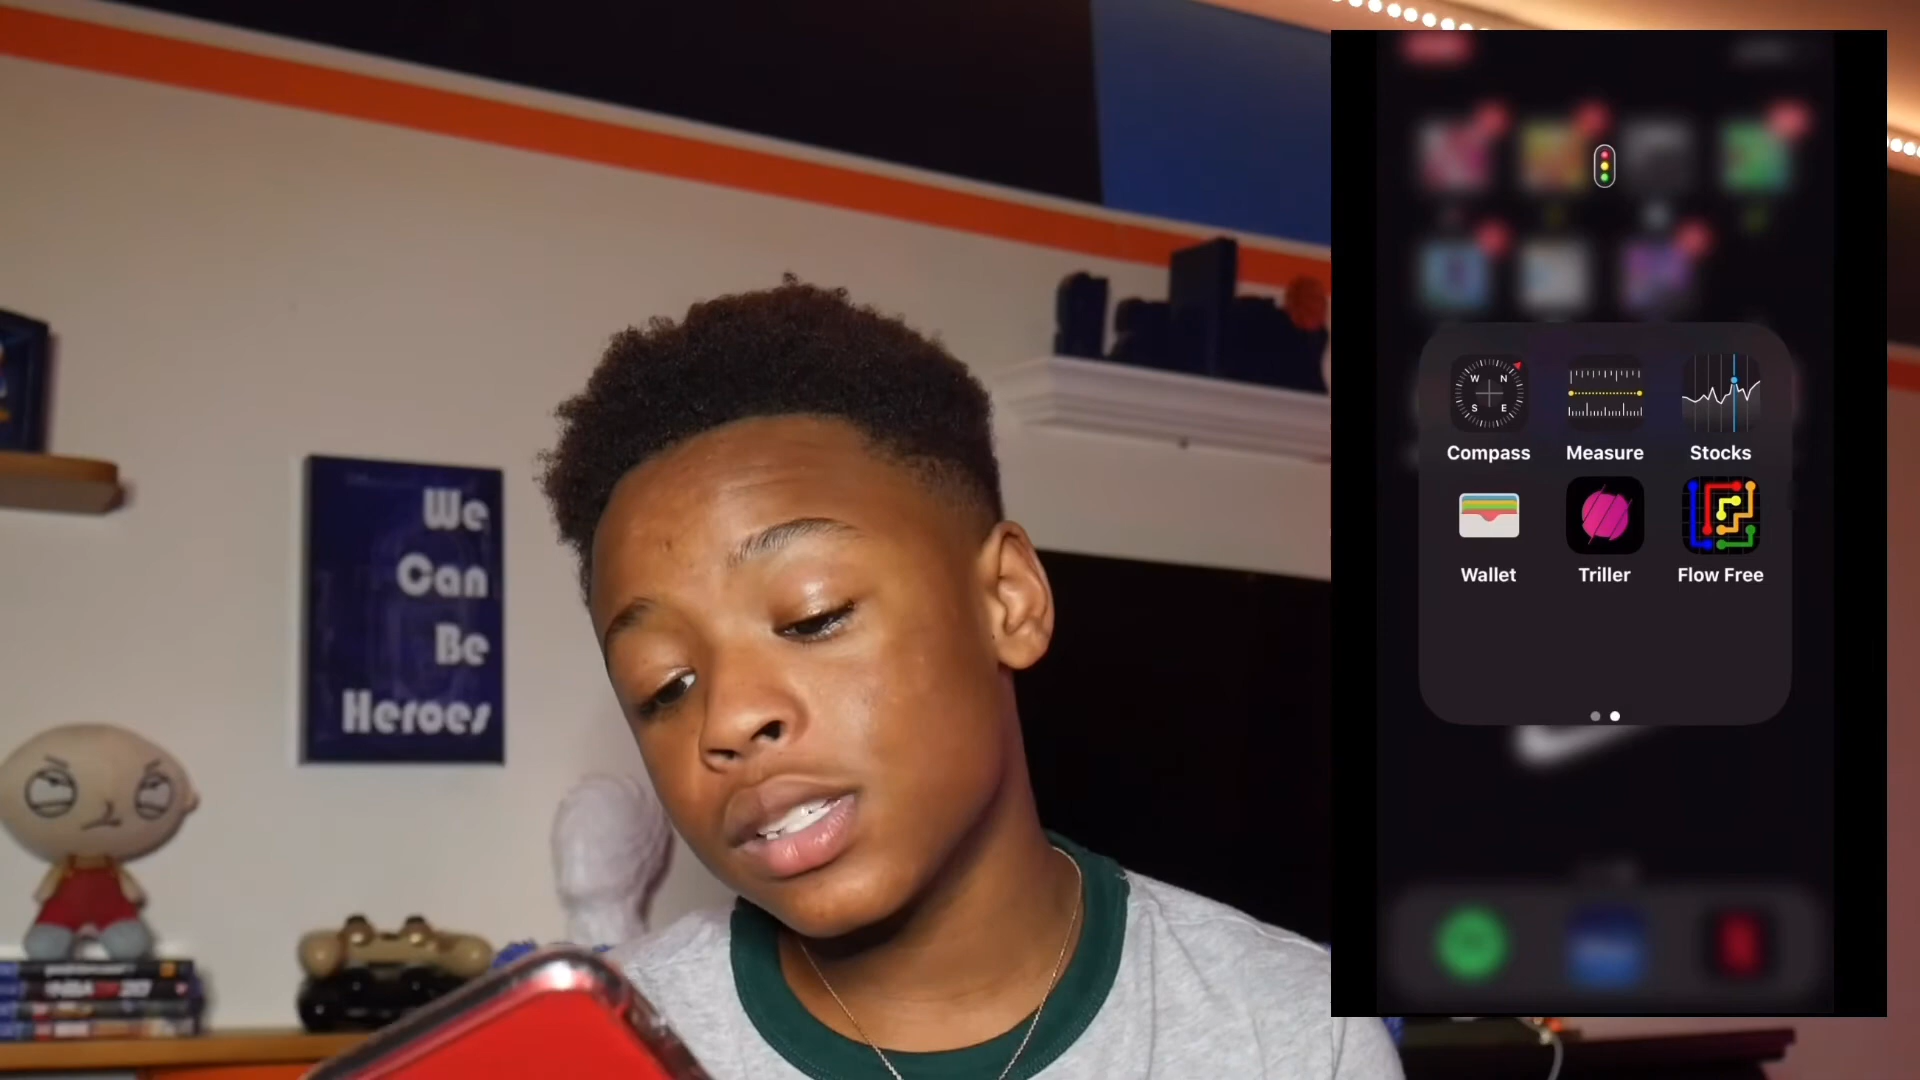 We
Can
Be
Heroes
W N
S E
Compass Measure Stocks
Wallet Triller Flow Free